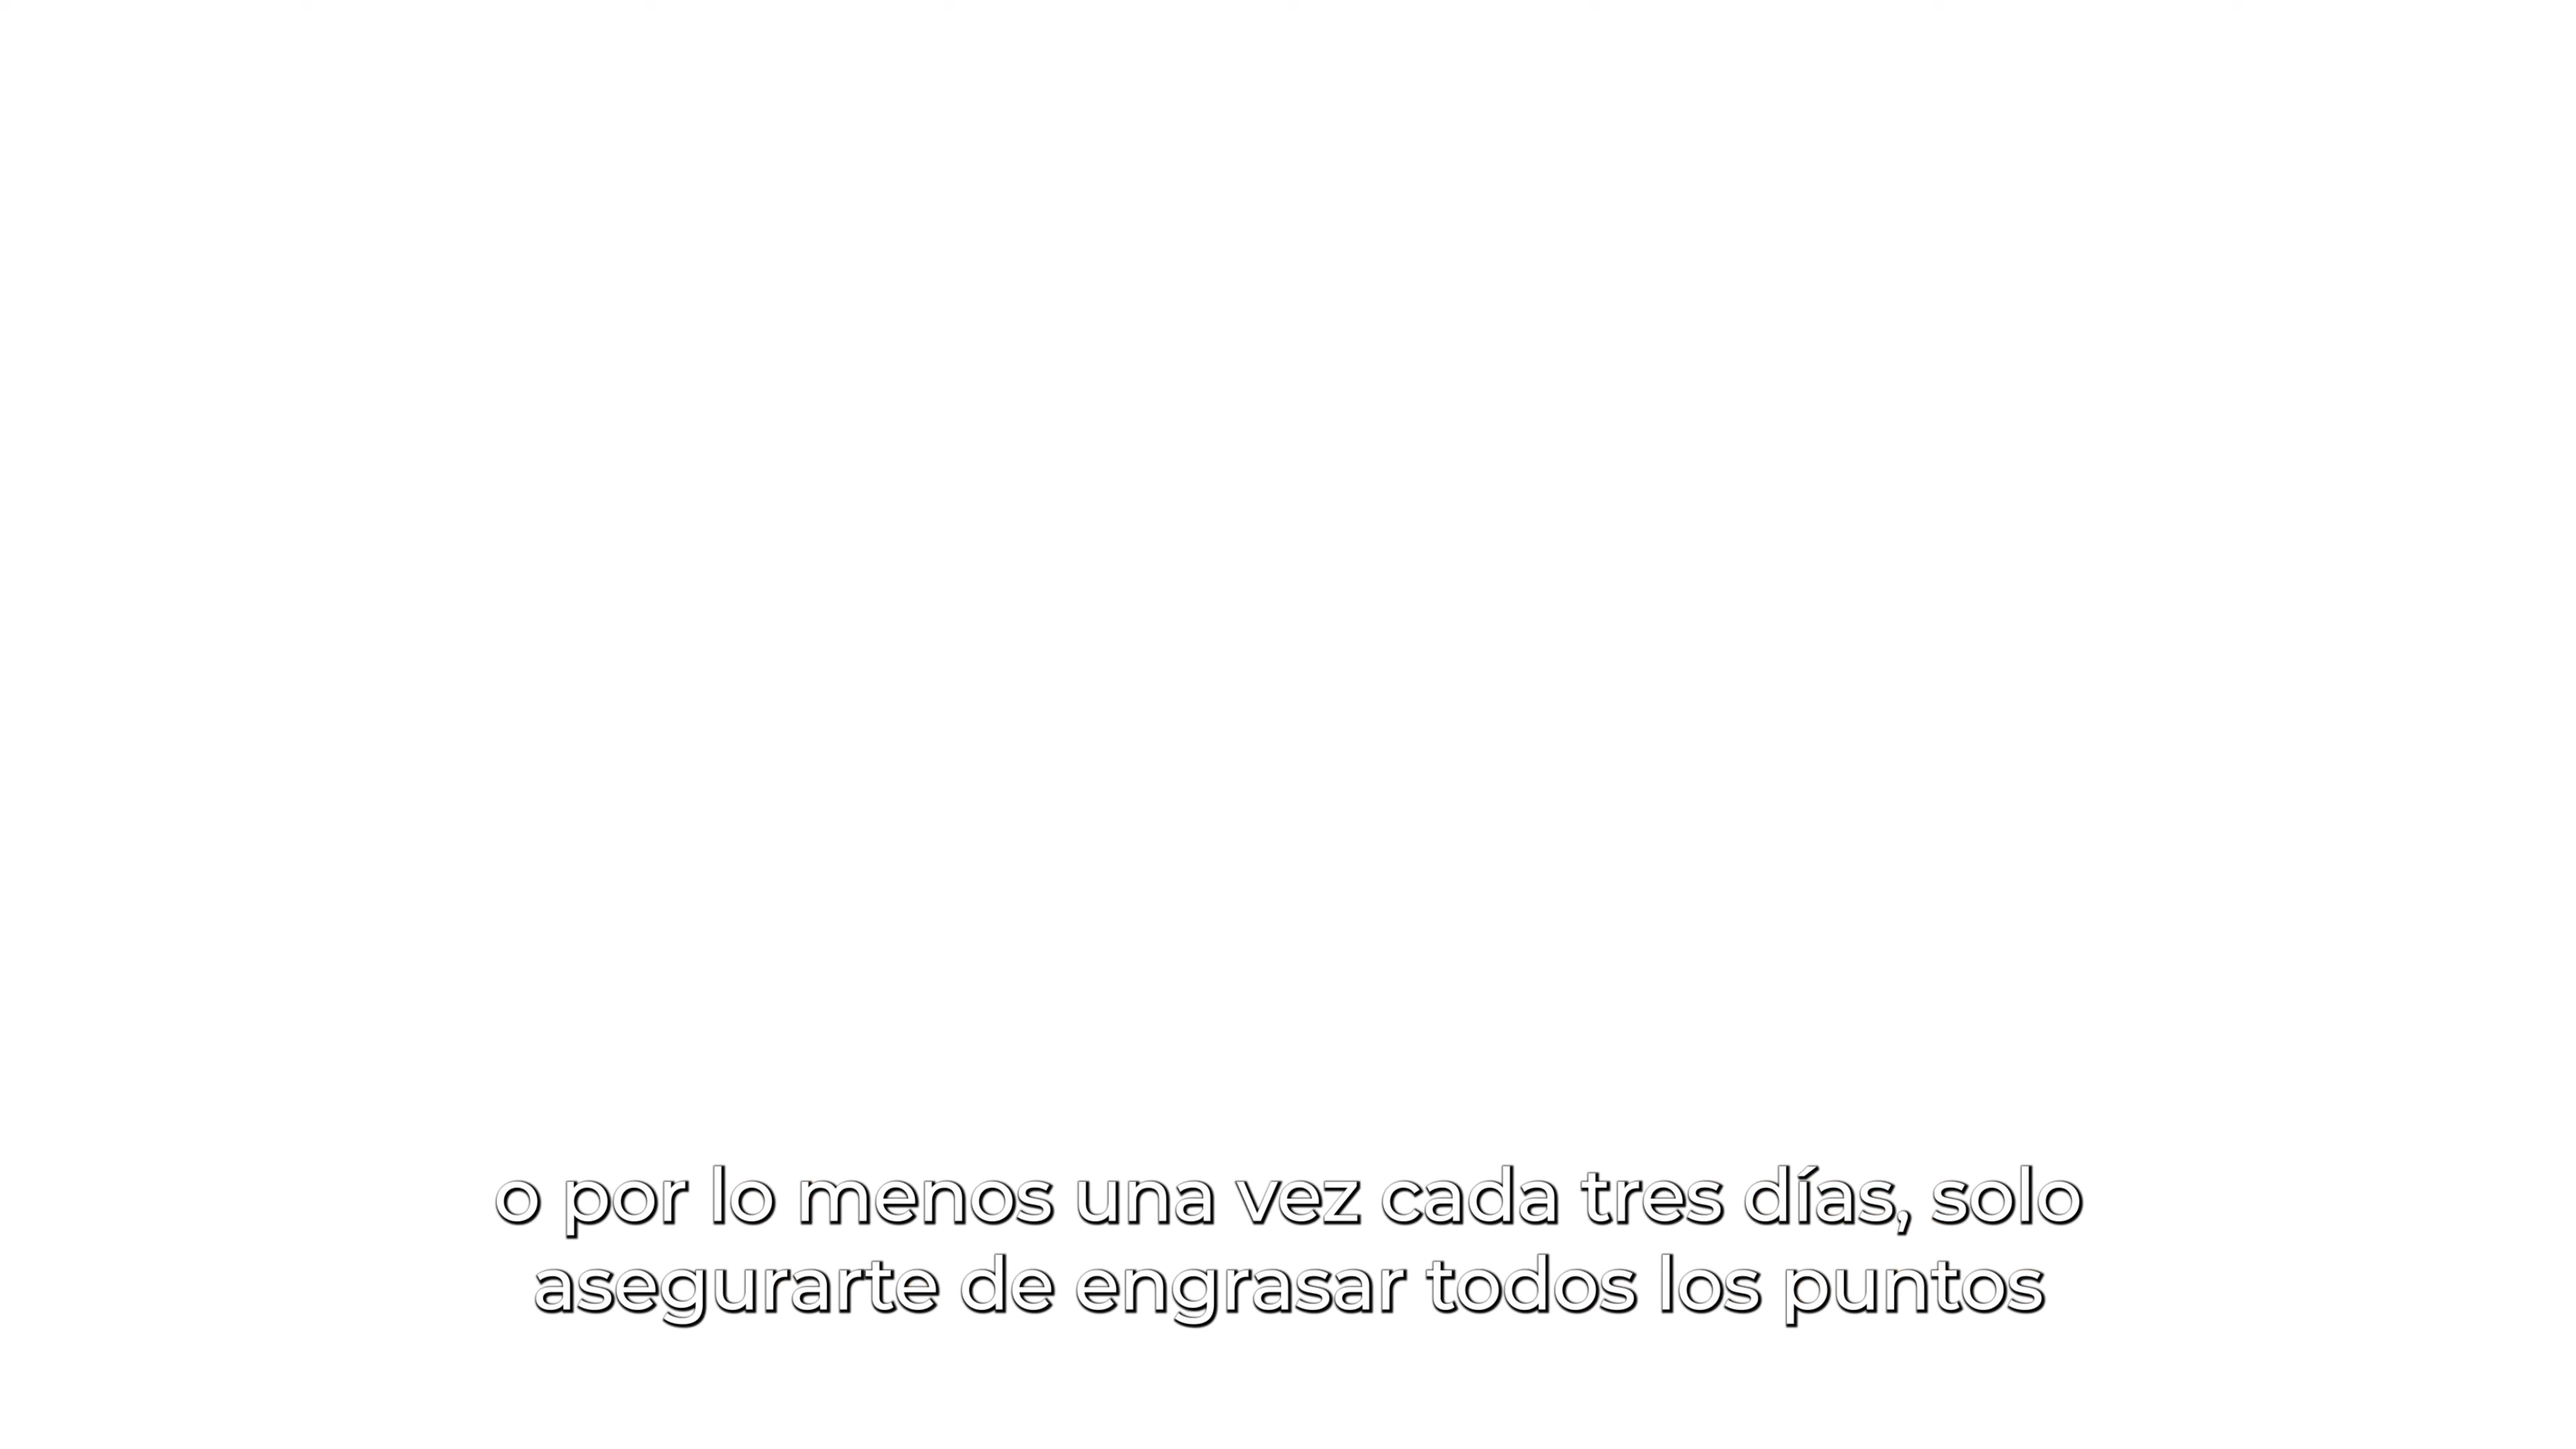 o por lo menos una vez cada tres días, solo
asegurarte de engrasar todos los puntos